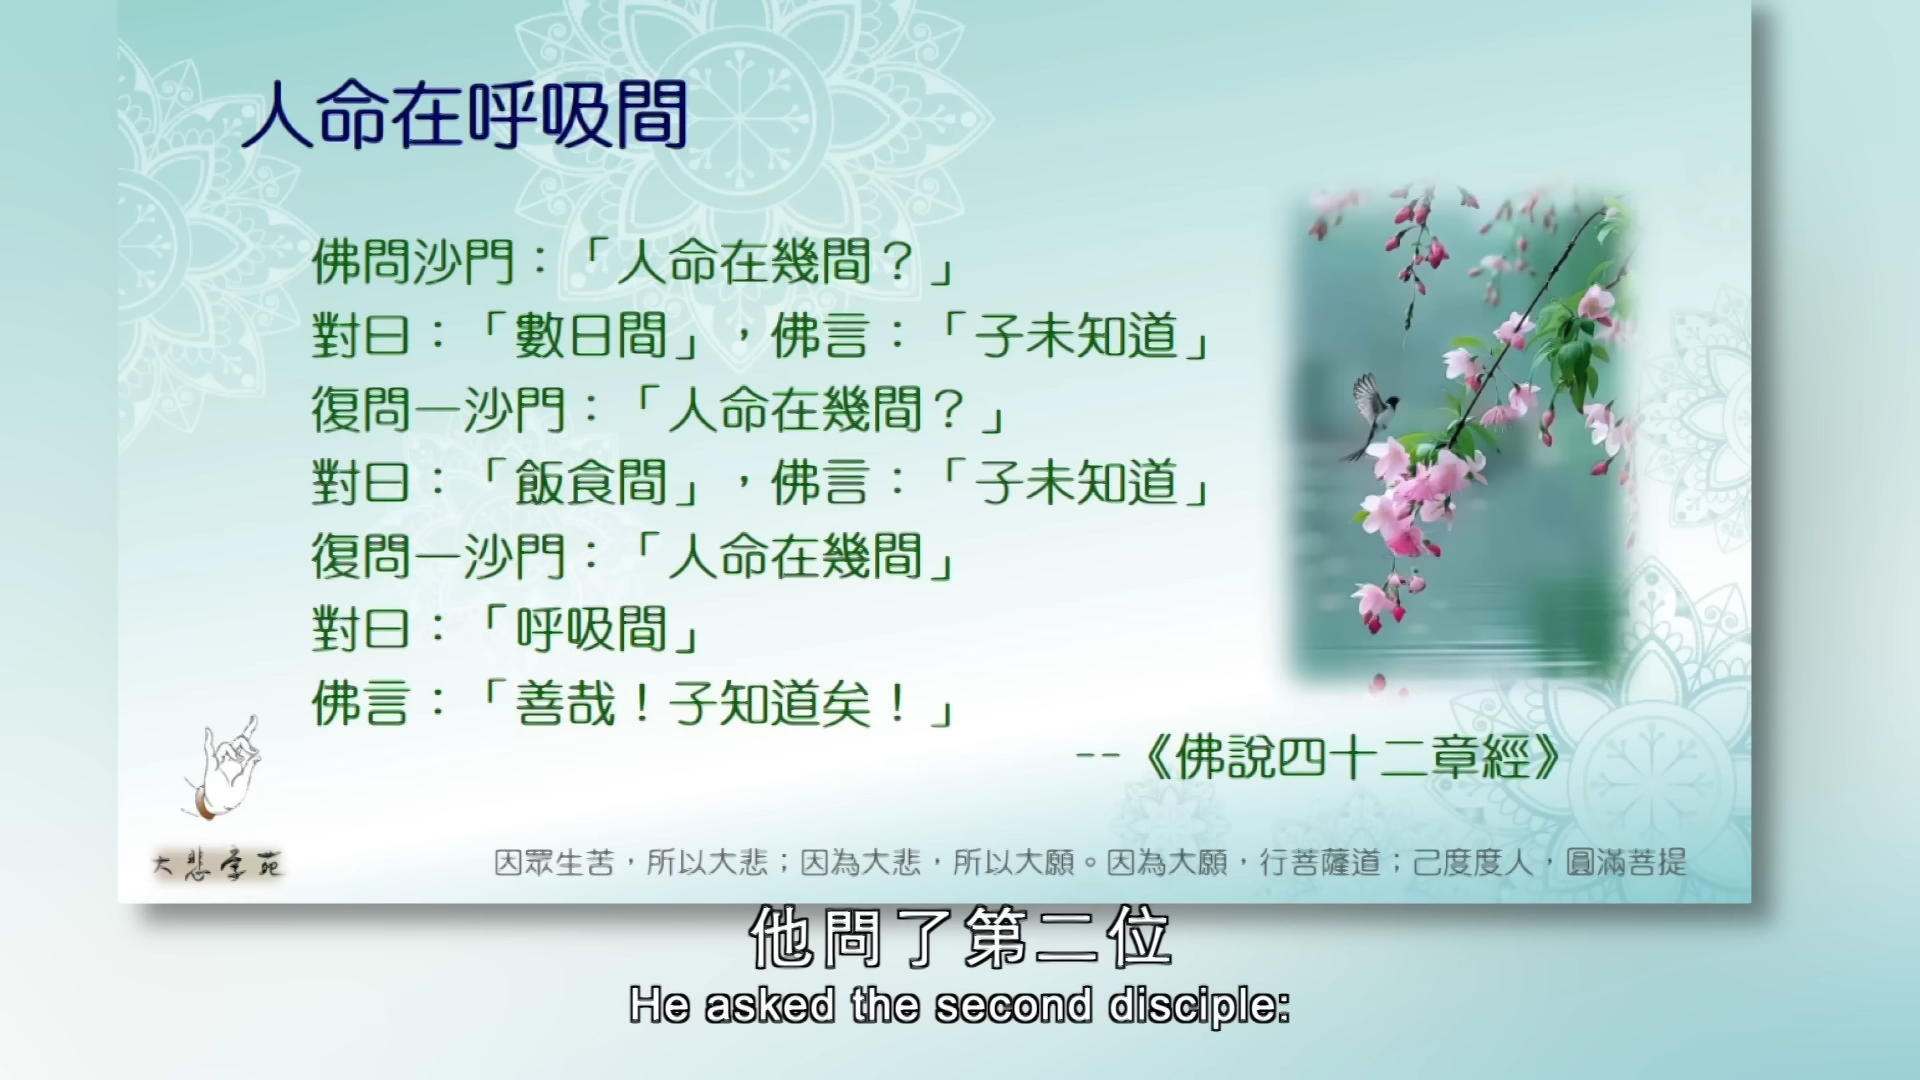 人命在呼吸間
佛問沙門：「人命在幾間？」
對曰：「數日間」，佛言：「子未知道」
復問一沙門：「人命在幾間？」
對曰：「飯食間」，佛言：「子未知道」
復問一沙門：「人命在幾間」
對曰：「呼吸間」
佛言：「善哉！子知道矣！」
--《佛說四十二章經》
大悲学苑
因眾生苦，所以大悲；因為大悲，所以大願。因為大願，行菩薩道；己度度人，圓滿菩提
他問了第二位
He asked the second disciple: